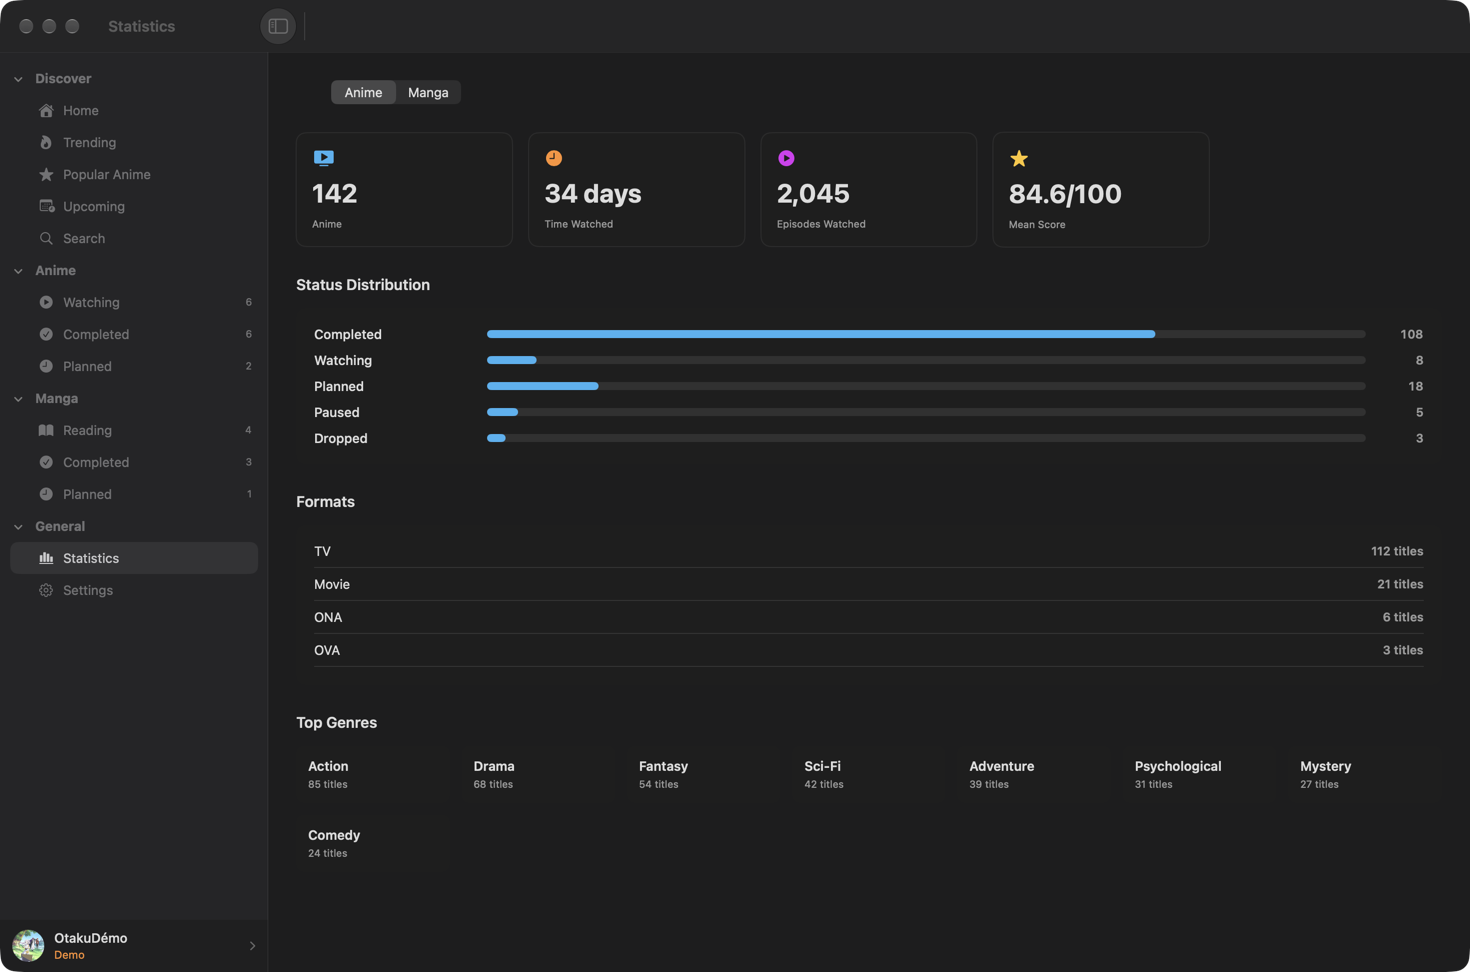 Statistics
Discover
Home
Trending
Popular Anime
Upcoming
Search
Anime
Watching 6
Completed 6
Planned 2
Manga
Reading 4
Completed 3
Planned 1
General
Statistics
Settings
OtakuDémo
Demo
Anime Manga
142
Anime
34 days
Time Watched
2,045
Episodes Watched
84.6/100
Mean Score
Status Distribution
Completed 108
Watching 8
Planned 18
Paused 5
Dropped 3
Formats
TV 112 titles
Movie 21 titles
ONA 6 titles
OVA 3 titles
Top Genres
Action
85 titles
Drama
68 titles
Fantasy
54 titles
Sci-Fi
42 titles
Adventure
39 titles
Psychological
31 titles
Mystery
27 titles
Comedy
24 titles